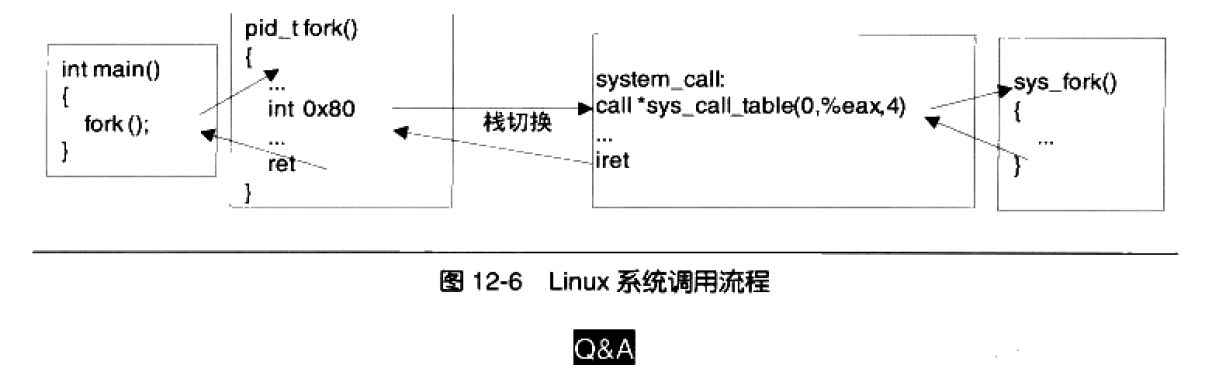 int main()
{
fork ();
}
pid_t fork()
{
...
int 0x80
...
ret
}
栈切换
system_call:
call *sys_call_table(0,%eax,4)
...
iret
sys_fork()
{
...
}
图 12-6 Linux 系统调用流程
Q&A